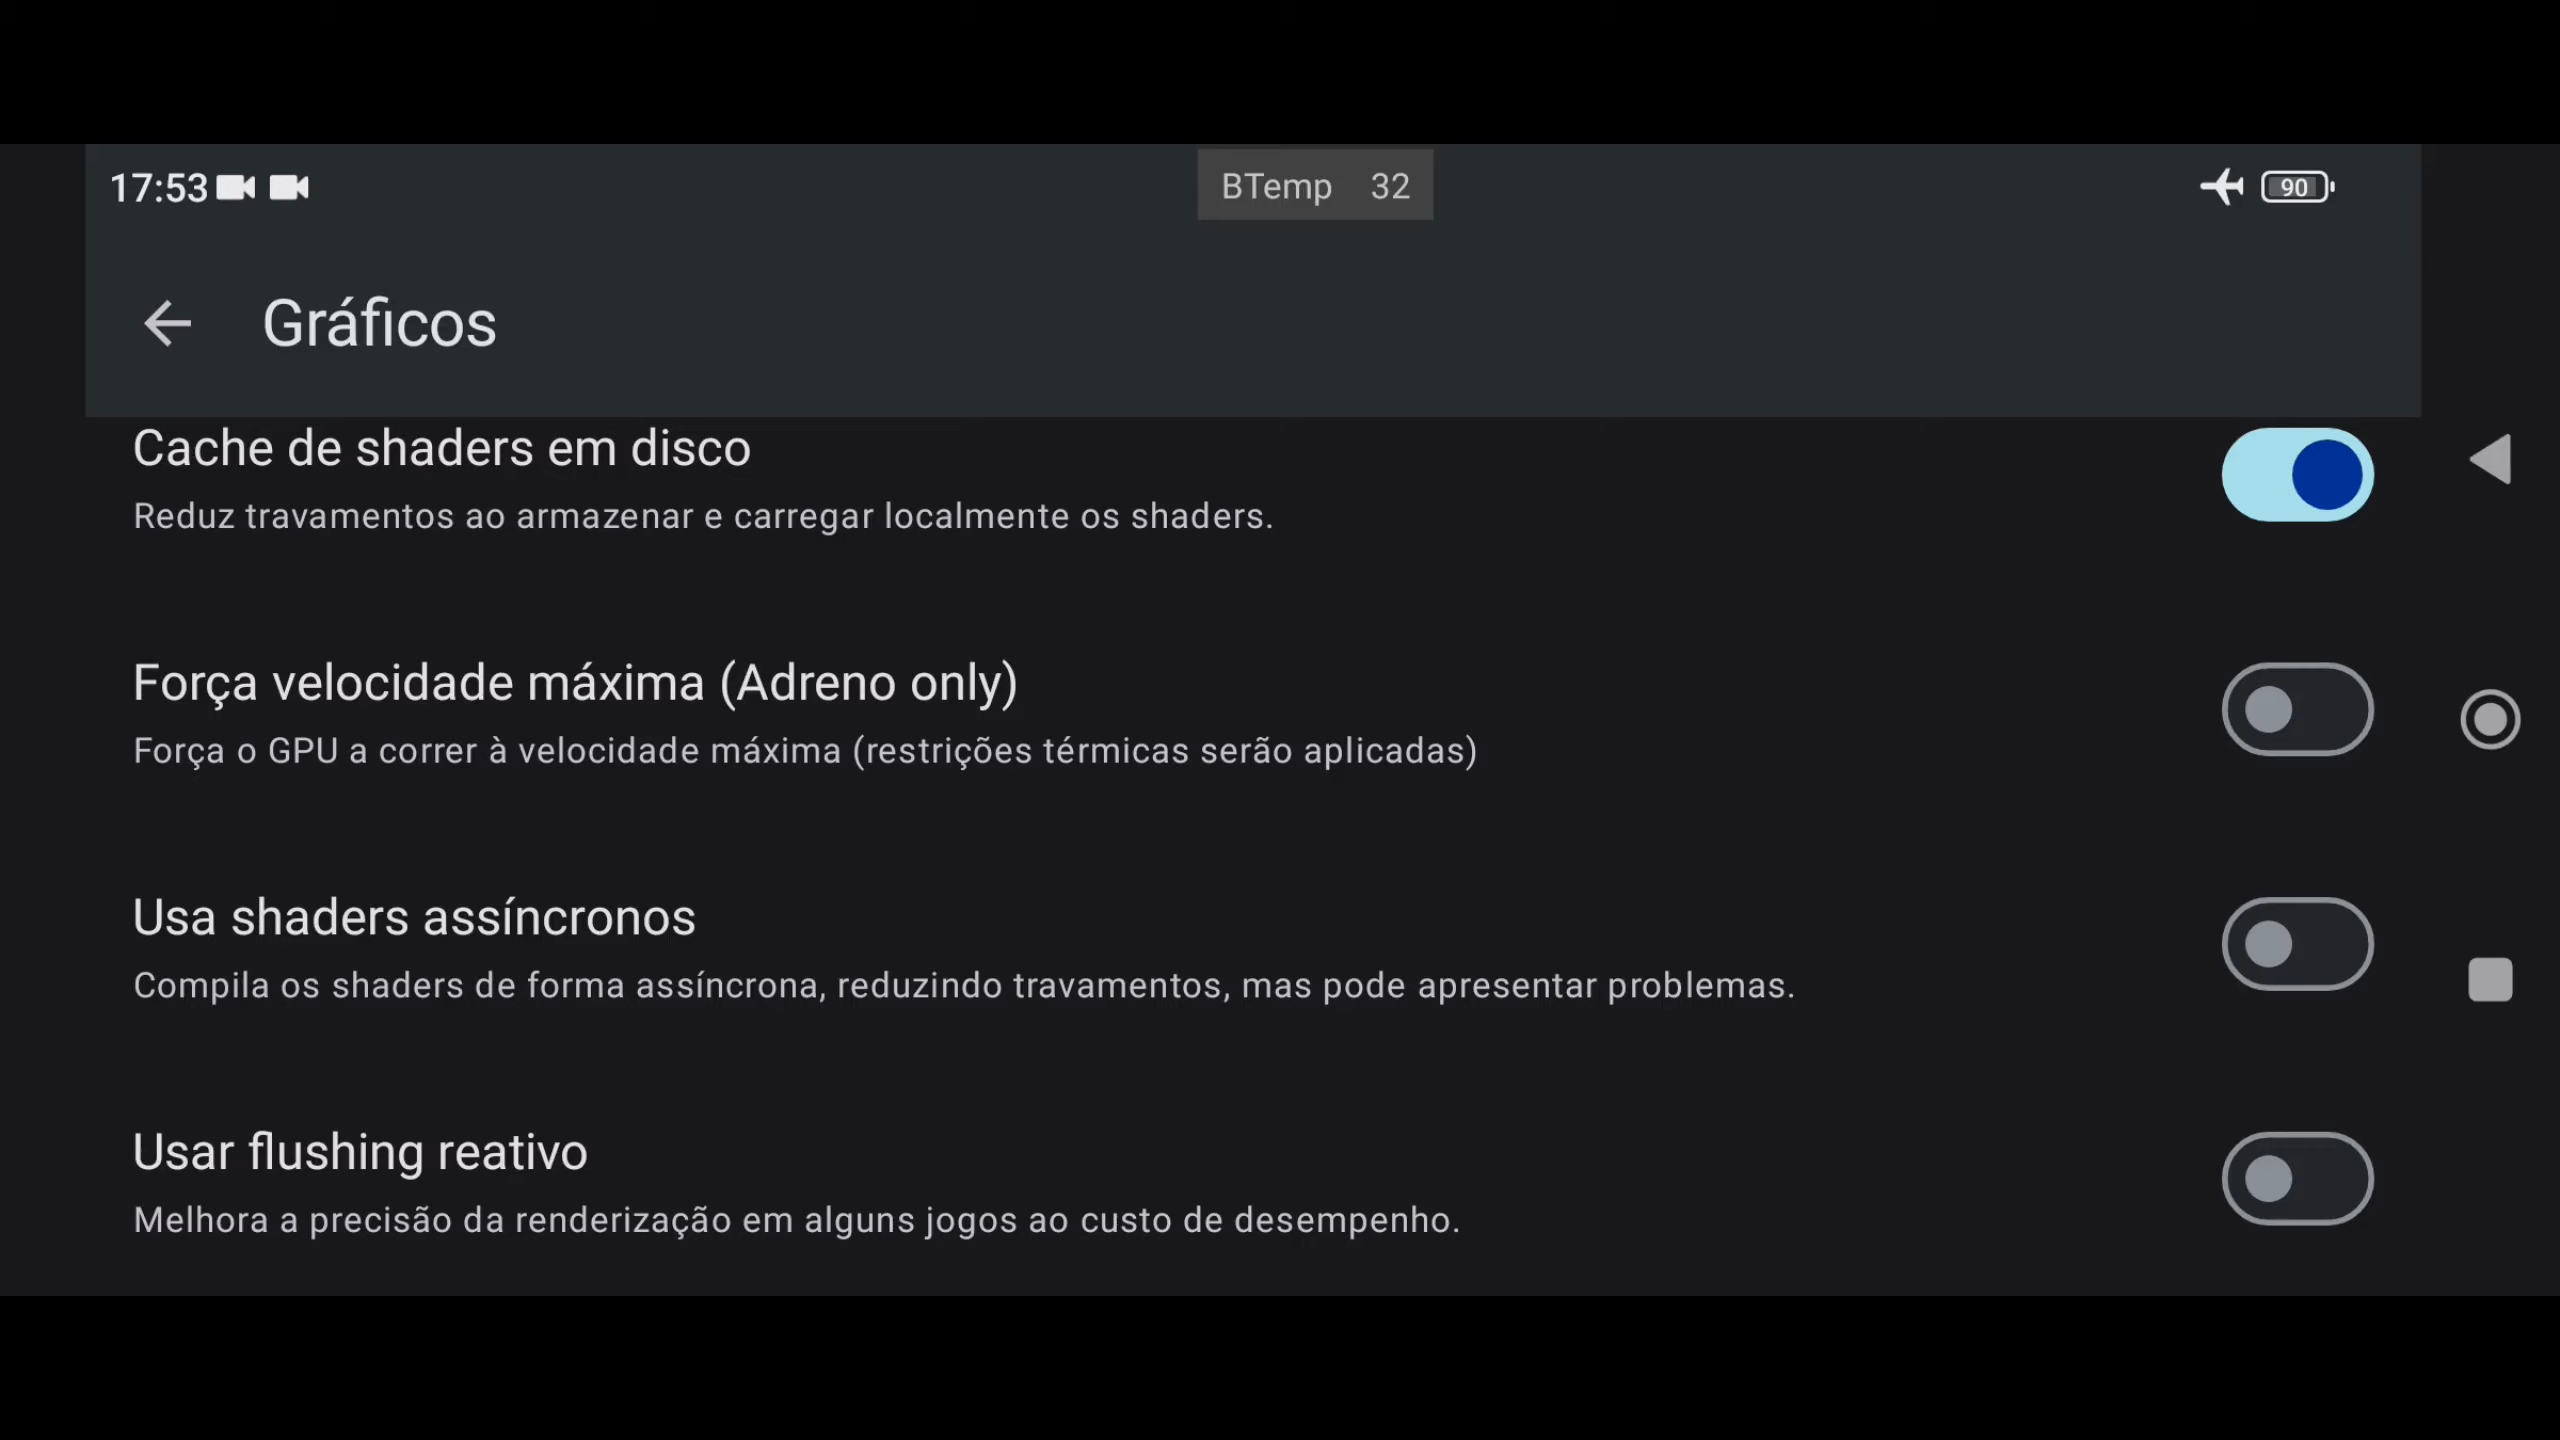 17:53
BTemp 32
90
Gráficos
Cache de shaders em disco
Reduz travamentos ao armazenar e carregar localmente os shaders.
Força velocidade máxima (Adreno only)
Força o GPU a correr à velocidade máxima (restrições térmicas serão aplicadas)
Usa shaders assíncronos
Compila os shaders de forma assíncrona, reduzindo travamentos, mas pode apresentar problemas.
Usar flushing reativo
Melhora a precisão da renderização em alguns jogos ao custo de desempenho.